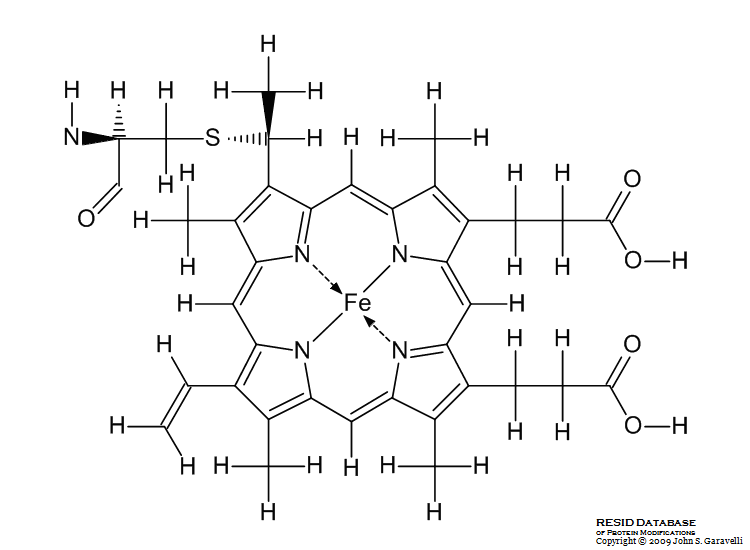 H
H H H H H H
N S H H H H
H H H H O
O H
H N N O H
H H H
Fe
H H
N N H H O
H
H O H
H H H
H H H H H
H H
RESID DATABASE
OF PROTEIN MODIFICATIONS
Copyright © 2009 John S. Garavelli